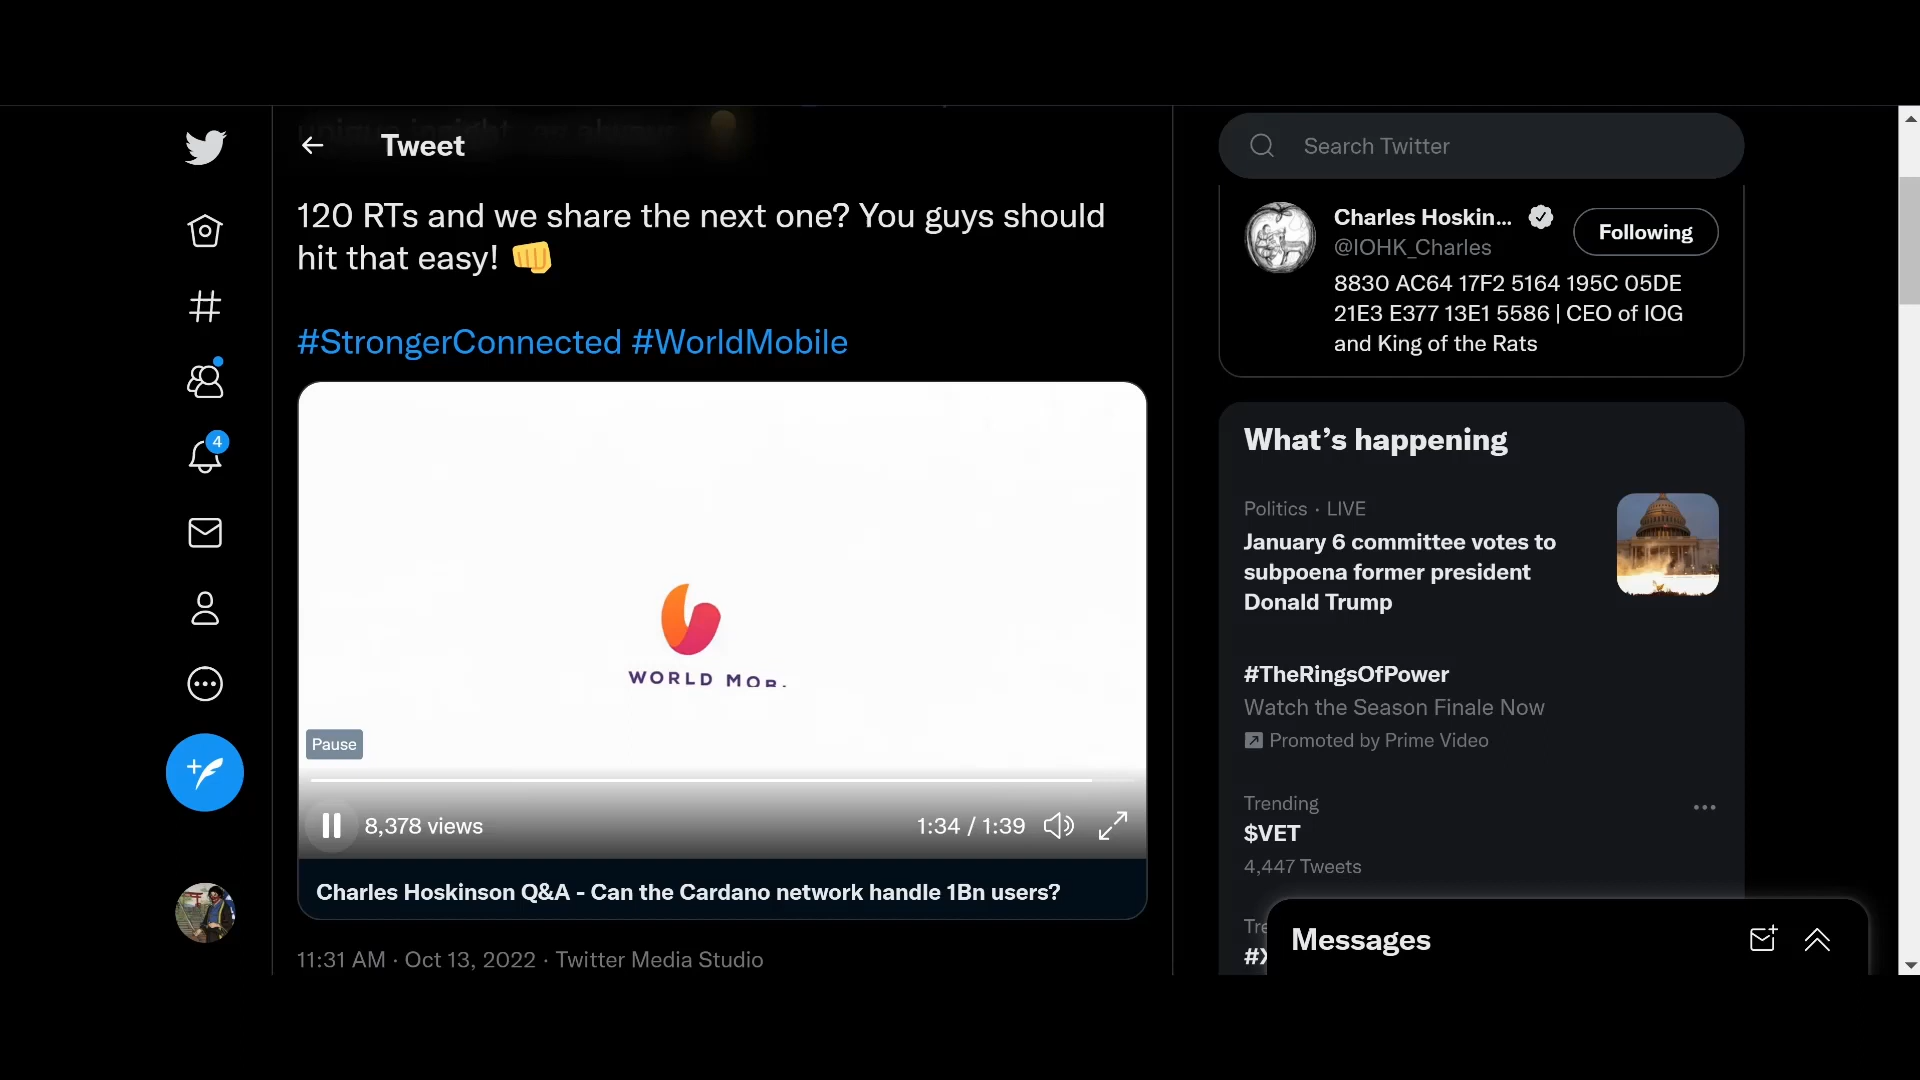 Tweet
120 RTs and we share the next one? You guys should
hit that easy!
#StrongerConnected #WorldMobile
WORLD MOB
Pause
8,378 views
1:34 / 1:39
Charles Hoskinson Q&A - Can the Cardano network handle 1Bn users?
11:31 AM · Oct 13, 2022 · Twitter Media Studio
4
Search Twitter
Charles Hoskin...
@IOHK_Charles
Following
8830 AC64 17F2 5164 195C 05DE
21E3 E377 13E1 5586 | CEO of IOG
and King of the Rats
What's happening
Politics · LIVE
January 6 committee votes to
subpoena former president
Donald Trump
#TheRingsOfPower
Watch the Season Finale Now
Promoted by Prime Video
Trending
$VET
4,447 Tweets
Messages